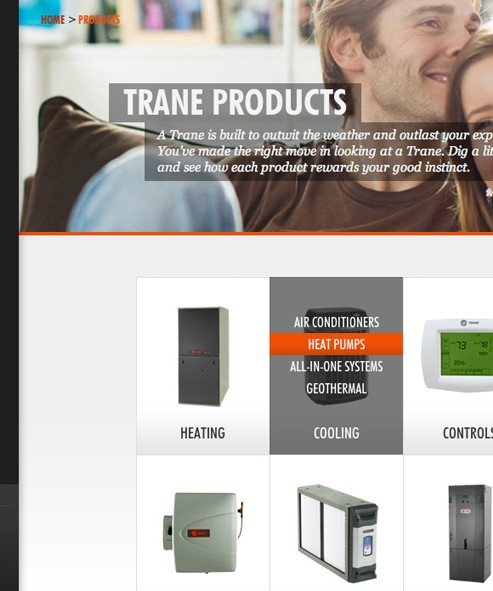 HOME > PRODUCTS
TRANE PRODUCTS
A Trane is built to outwit the weather and outlast your
You've made the right move in looking at a Trane. Dig a
and see how each product rewards your good instinct.
AIR CONDITIONERS
HEAT PUMPS
ALL-IN-ONE SYSTEMS
GEOTHERMAL
TRANE
73
78
HEATING
COOLING
CONTROLS